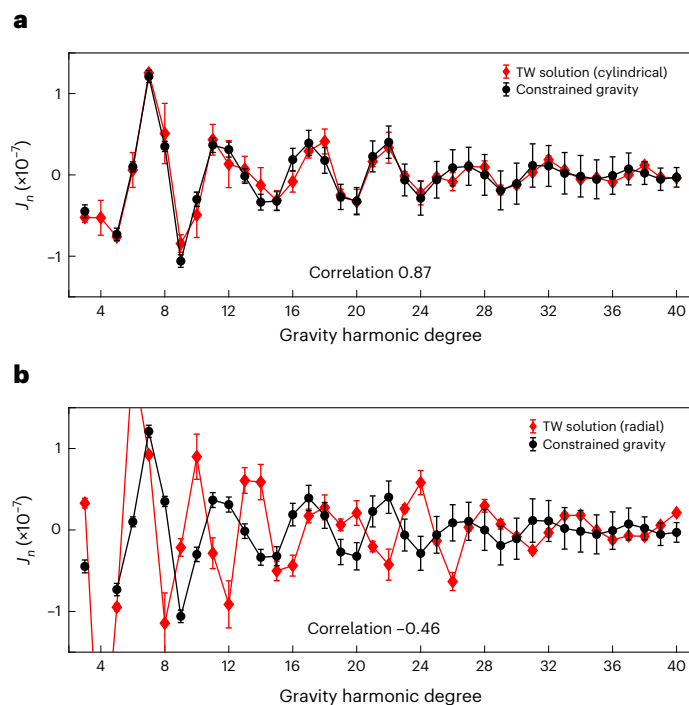 a
TW solution (cylindrical)
Constrained gravity
1
0
−1
Jn (×10−7)
Correlation 0.87
4 8 12 16 20 24 28 32 36 40
Gravity harmonic degree
b
TW solution (radial)
Constrained gravity
1
0
−1
Jn (×10−7)
Correlation −0.46
4 8 12 16 20 24 28 32 36 40
Gravity harmonic degree